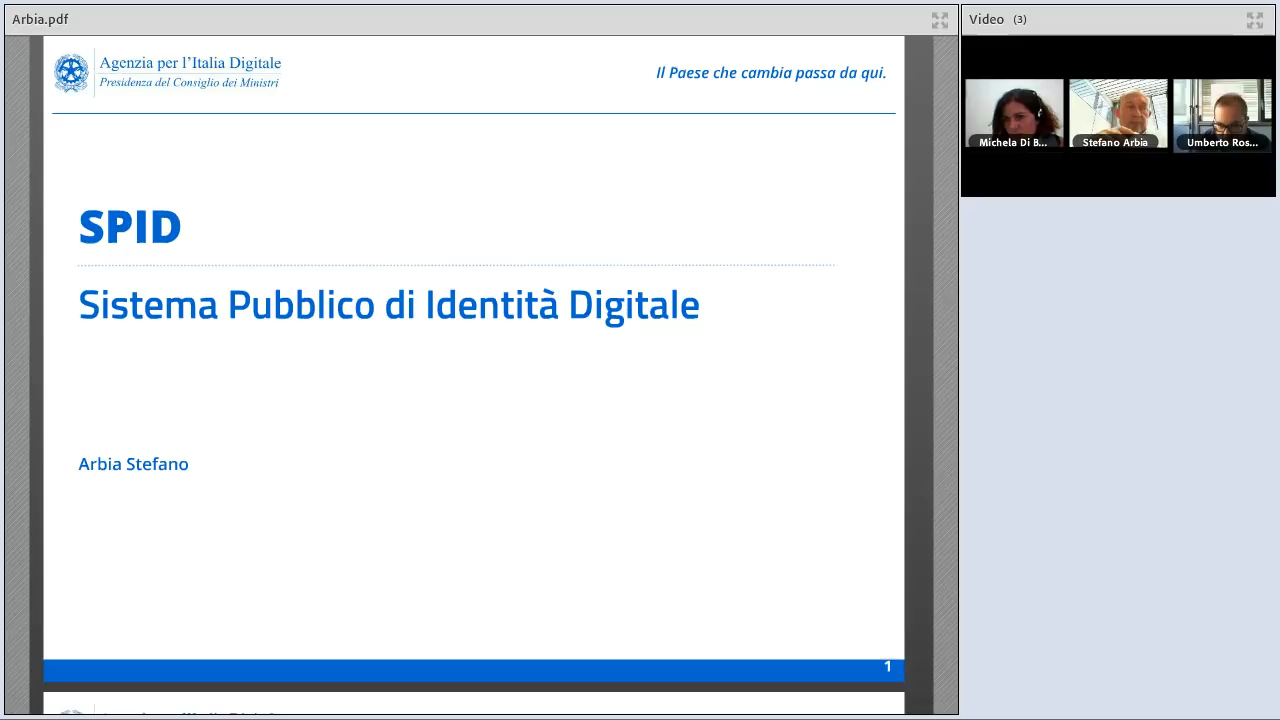 Arbia.pdf
Video (3)
Agenzia per l'Italia Digitale
Presidenza del Consiglio dei Ministri
Il Paese che cambia passa da qui.
Michela Di B...
Stefano Arbia
Umberto Ros...
SPID
Sistema Pubblico di Identità Digitale
Arbia Stefano
1